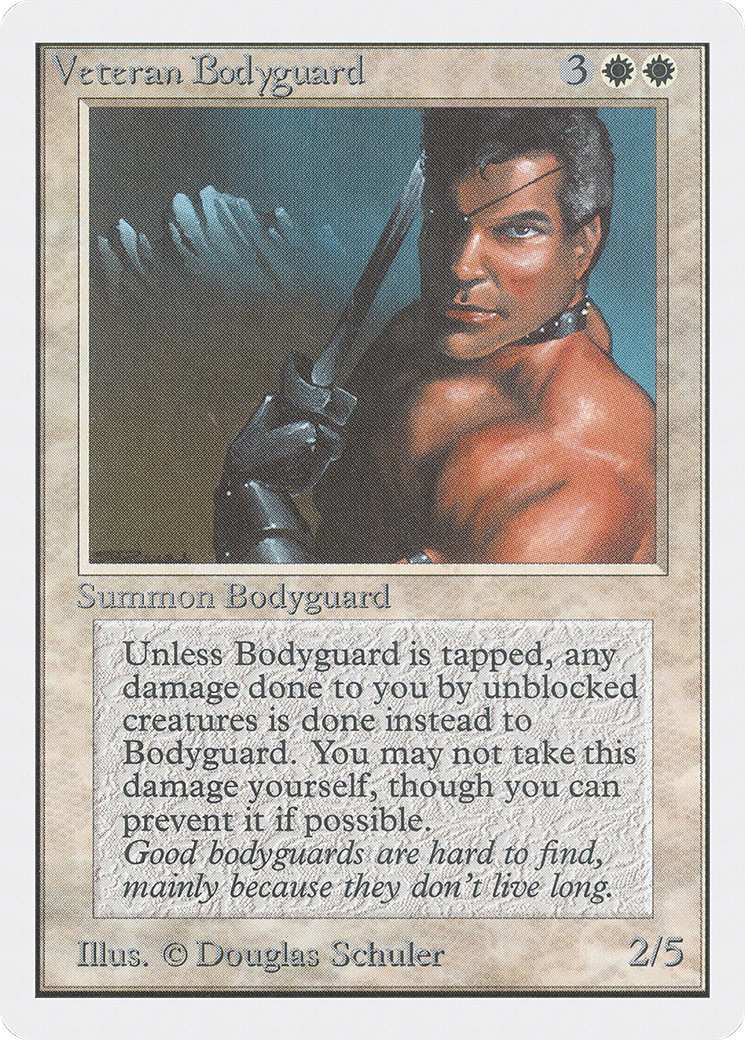 Veteran Bodyguard 3
Summon Bodyguard
Unless Bodyguard is tapped, any
damage done to you by unblocked
creatures is done instead to
Bodyguard. You may not take this
damage yourself, though you can
prevent it if possible.
Good bodyguards are hard to find,
mainly because they don't live long.
Illus. © Douglas Schuler 2/5